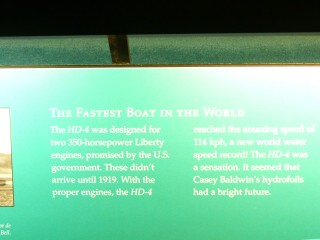 THE FASTEST BOAT IN THE WORLD
The HD-4 was designed for
two 350-horsepower Liberty
engines, promised by the U.S.
government. These didn't
arrive until 1919. With the
proper engines, the HD-4
reached the amazing speed of
114 kph, a new world water
speed record! The HD-4 was
a sensation. It seemed that
Casey Baldwin's hydrofoils
had a bright future.